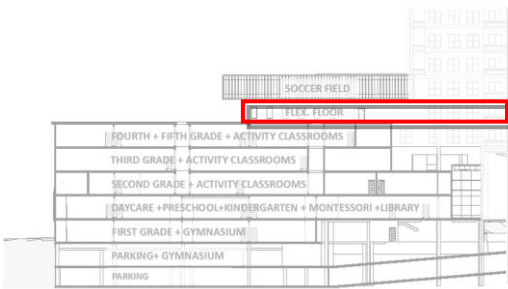 SOCCER FIELD
FLEX. FLOOR
FOURTH + FIFTH GRADE + ACTIVITY CLASSROOMS
THIRD GRADE + ACTIVITY CLASSROOMS
SECOND GRADE + ACTIVITY CLASSROOMS
DAYCARE +PRESCHOOL+KINDERGARTEN + MONTESSORI +LIBRARY
FIRST GRADE + GYMNASIUM
PARKING+ GYMNASIUM
PARKING